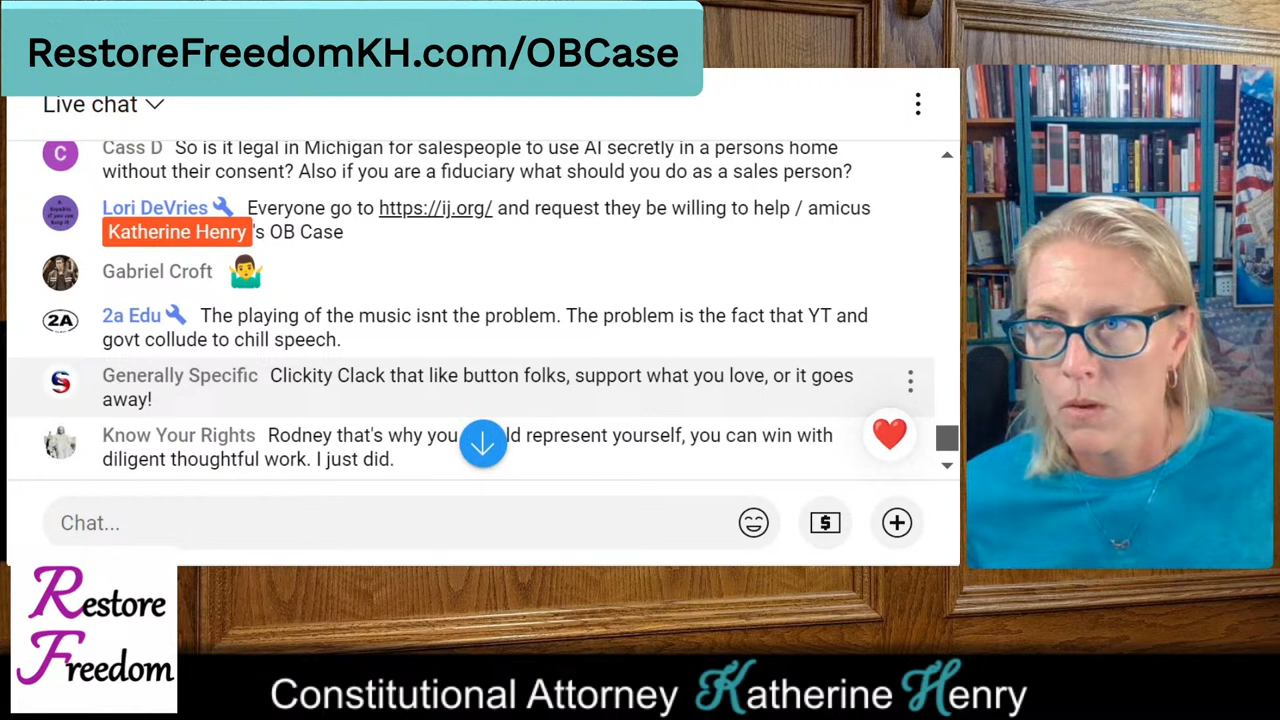 RestoreFreedomKH.com/OBCase
Live chat
C
Cass D So is it legal in Michigan for salespeople to use AI secretly in a persons home
without their consent? Also if you are a fiduciary what should you do as a sales person?
Lori DeVries Everyone go to https://ij.org/ and request they be willing to help / amicus
Katherine Henry 's OB Case
Gabriel Croft
2A
2a Edu The playing of the music isnt the problem. The problem is the fact that YT and
govt collude to chill speech.
S
Generally Specific Clickity Clack that like button folks, support what you love, or it goes
away!
Know Your Rights Rodney that's why you ld represent yourself, you can win with
diligent thoughtful work. I just did.
Chat...
$
Restore
Freedom
Constitutional Attorney Katherine Henry